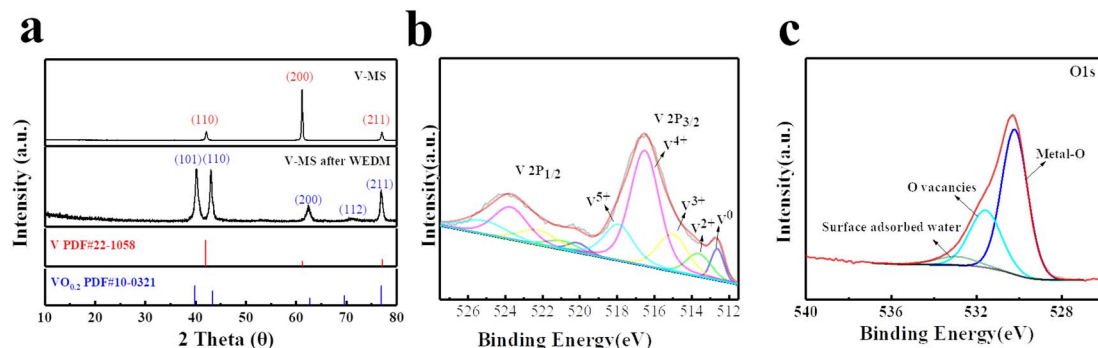 a
Intensity (a.u.)
V-MS
(200)
(110)
(211)
V-MS after WEDM
(101) (110)
(200)
(112)
(211)
V PDF#22-1058
VO0.2 PDF#10-0321
10 20 30 40 50 60 70 80
2 Theta (θ)
b
Intensity(a.u.)
V 2P1/2
V 2P3/2
V4+
V5+
V3+
V2+
V0
526 524 522 520 518 516 514 512
Binding Energy(eV)
c
Intensity(a.u.)
O1s
Metal-O
O vacancies
Surface adsorbed water
540 536 532 528
Binding Energy(eV)